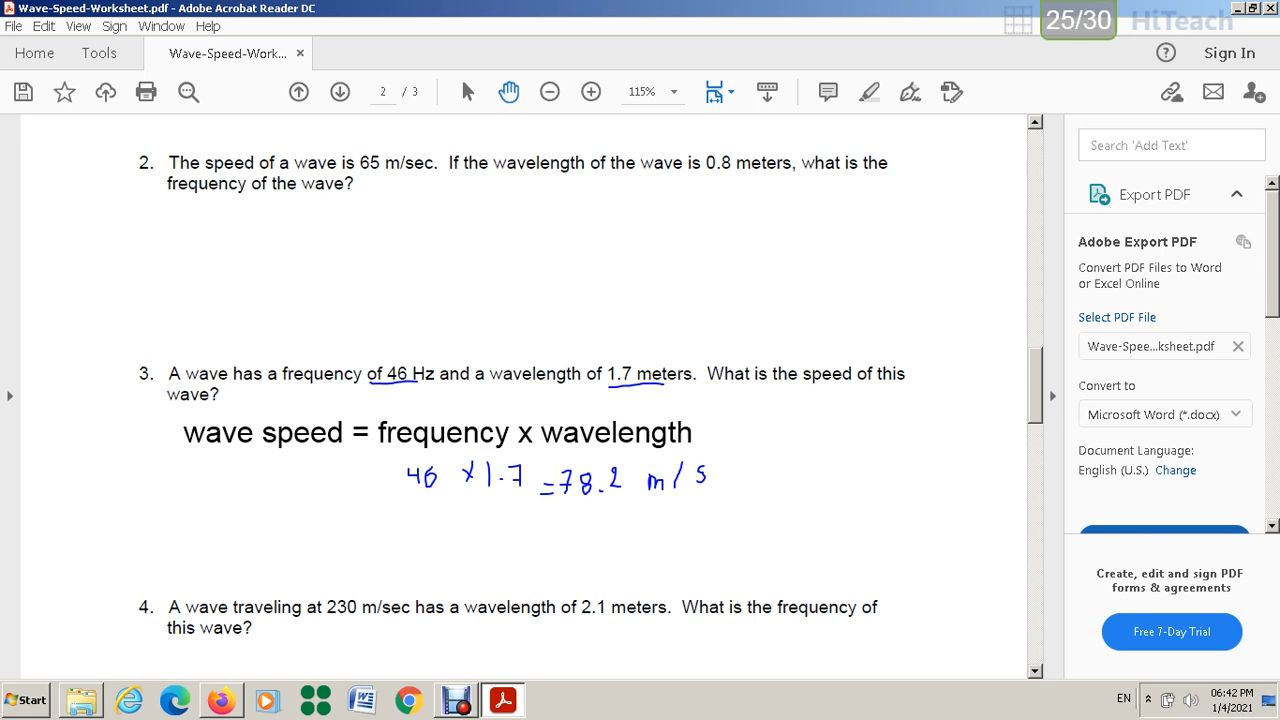 Wave-Speed-Worksheet.pdf - Adobe Acrobat Reader DC
25/30 HiTeach
File Edit View Sign Window Help
Home Tools Wave-Speed-Work... × Sign In
2 / 3 115%
2. The speed of a wave is 65 m/sec. If the wavelength of the wave is 0.8 meters, what is the
frequency of the wave?
3. A wave has a frequency of 46 Hz and a wavelength of 1.7 meters. What is the speed of this
wave?
wave speed = frequency x wavelength
46 × 1.7 = 78.2 m/s
4. A wave traveling at 230 m/sec has a wavelength of 2.1 meters. What is the frequency of
this wave?
Search 'Add Text'
Export PDF
Adobe Export PDF
Convert PDF Files to Word
or Excel Online
Select PDF File
Wave-Spee...ksheet.pdf ×
Convert to
Microsoft Word (*.docx)
Document Language:
English (U.S.) Change
Create, edit and sign PDF
forms & agreements
Free 7-Day Trial
Start
EN
06:42 PM
1/4/2021